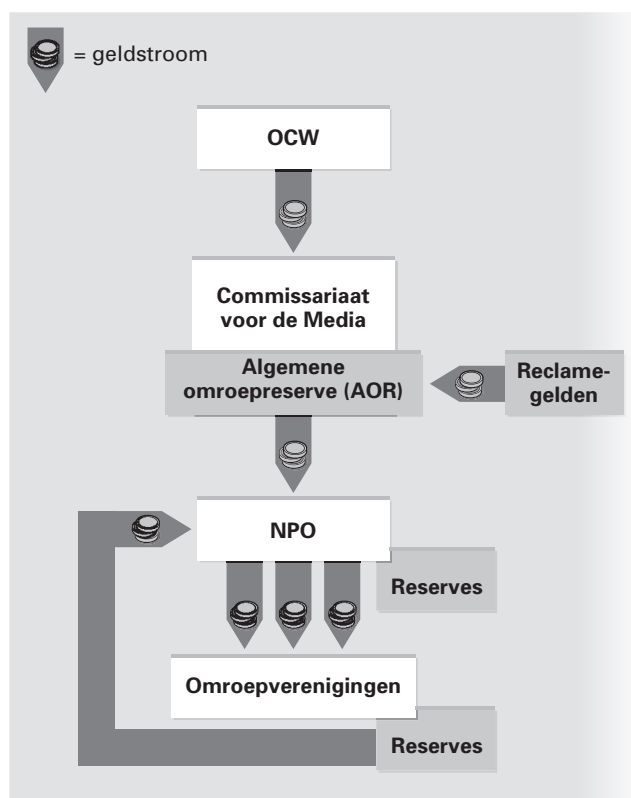 = geldstroom
OCW
Commissariaat
voor de Media
Algemene
omroepreserve (AOR)
Reclame-
gelden
NPO
Reserves
Omroepverenigingen
Reserves